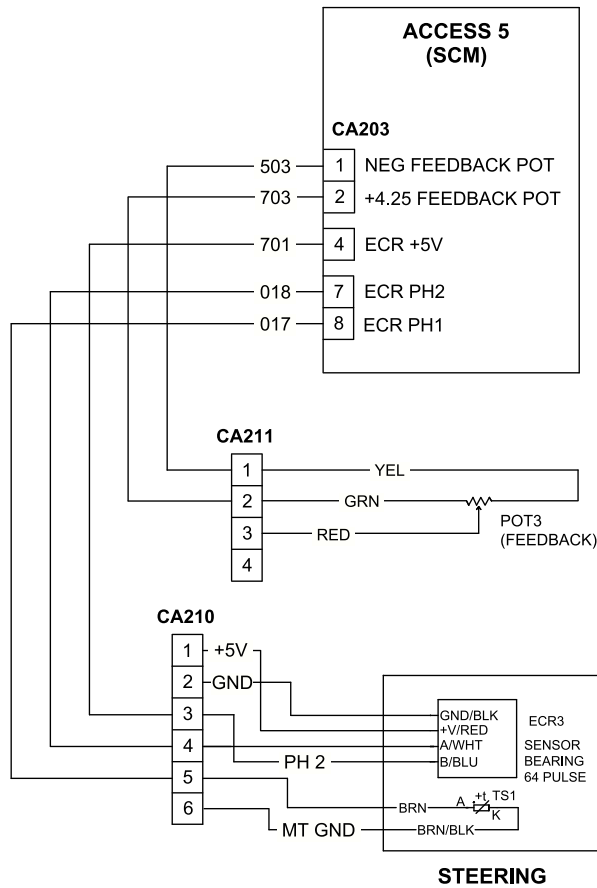 ACCESS 5
(SCM)
CA203
503 1 NEG FEEDBACK POT
703 2 +4.25 FEEDBACK POT
701 4 ECR +5V
018 7 ECR PH2
017 8 ECR PH1
CA211
1 YEL
2 GRN
3 RED
4
POT3
(FEEDBACK)
CA210
1 +5V
2 GND
3
4
5
6
PH 2
MT GND
GND/BLK
+V/RED
A/WHT
B/BLU
ECR3
SENSOR
BEARING
64 PULSE
BRN A +t TS1
K
BRN/BLK
STEERING